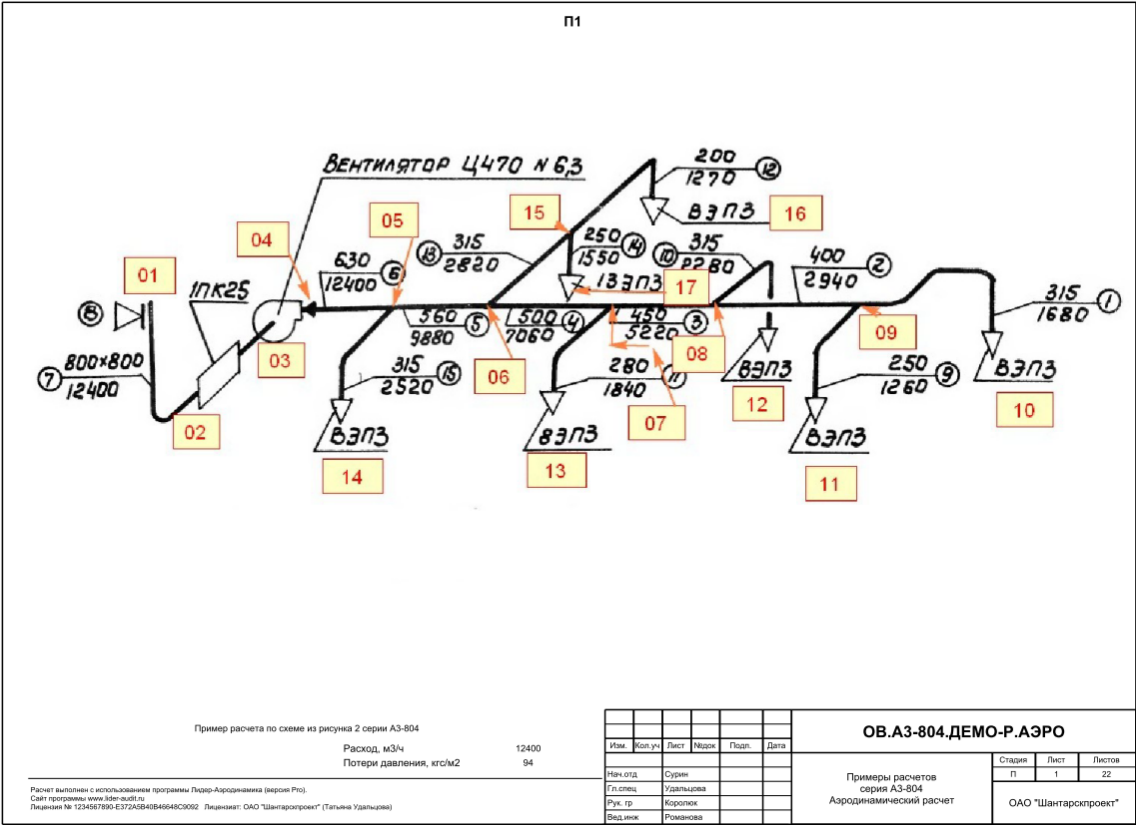 П1
ВЕНТИЛЯТОР Ц470 N 6,3
200
1270
12
ВЭПЗ
16
15
05
04
01
8
1ПК25
03
630
12400
6
13
315
2820
250
1550
14
13ЭПЗ
17
10
315
2280
400
2940
2
315
1680
1
7
800×800
12400
02
560
9880
5
500
7060
4
450
5220
3
08
09
06
07
315
2520
15
280
1840
11
250
1260
9
ВЭПЗ
14
ВЭПЗ
13
ВЭПЗ
12
ВЭПЗ
11
ВЭПЗ
10
Пример расчета по схеме из рисунка 2 серии А3-804
Расход, м3/ч 12400
Потери давления, кгс/м2 94
Расчет выполнен с использованием программы Лидер-Аэродинамика (версия Pro).
Сайт программы www.lider-audit.ru
Лицензия № 1234567890-E372A5B40B46648C9092 Лицензиат: ОАО "Шантарскпроект" (Татьяна Удальцова)
Изм. Кол.уч Лист №док Подп. Дата
Нач.отд Сурин
Гл.спец Удальцова
Рук. гр Королюк
Вед.инж Романова
ОВ.А3-804.ДЕМО-Р.АЭРО
Примеры расчетов
серия А3-804
Аэродинамический расчет
Стадия Лист Листов
П 1 22
ОАО "Шантарскпроект"